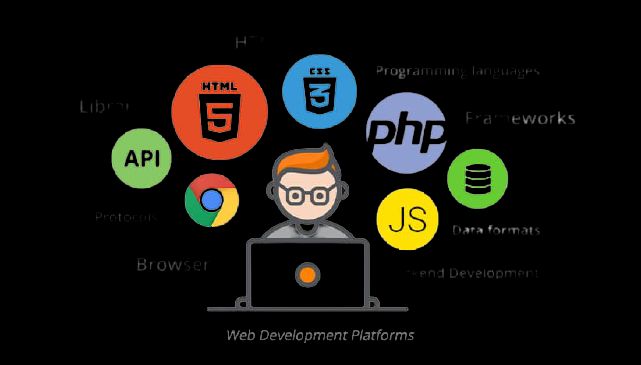 HTML
CSS
Programming languages
php
Frameworks
API
Protocols
JS
Data formats
Browser
Development
Web Development Platforms